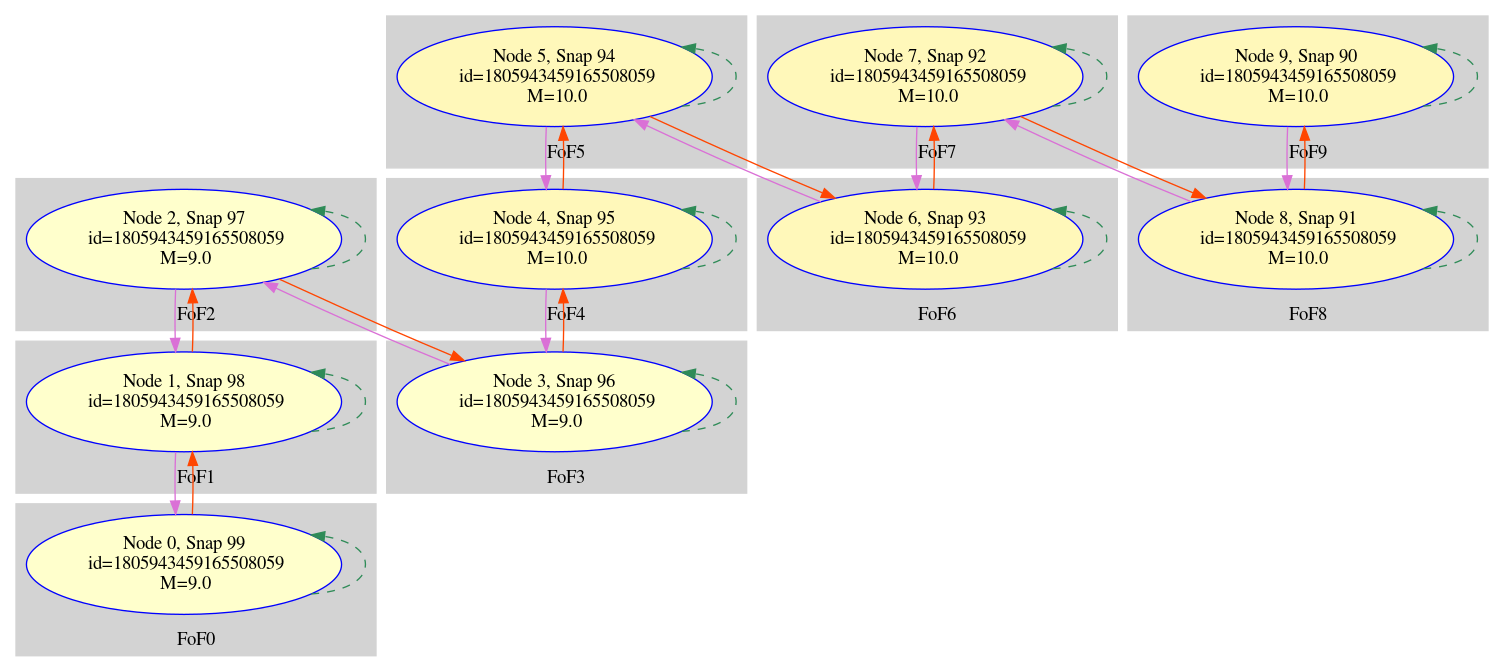 Node 5, Snap 94
id=1805943459165508059
M=10.0
FoF5
Node 7, Snap 92
id=1805943459165508059
M=10.0
FoF7
Node 9, Snap 90
id=1805943459165508059
M=10.0
FoF9
Node 2, Snap 97
id=1805943459165508059
M=9.0
FoF2
Node 4, Snap 95
id=1805943459165508059
M=10.0
FoF4
Node 6, Snap 93
id=1805943459165508059
M=10.0
FoF6
Node 8, Snap 91
id=1805943459165508059
M=10.0
FoF8
Node 1, Snap 98
id=1805943459165508059
M=9.0
FoF1
Node 3, Snap 96
id=1805943459165508059
M=9.0
FoF3
Node 0, Snap 99
id=1805943459165508059
M=9.0
FoF0